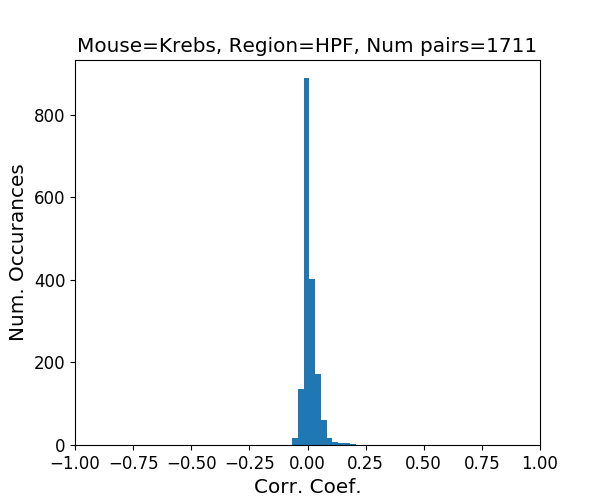 Mouse=Krebs, Region=HPF, Num pairs=1711
Num. Occurances
800
600
400
200
0
−1.00 −0.75 −0.50 −0.25 0.00 0.25 0.50 0.75 1.00
Corr. Coef.